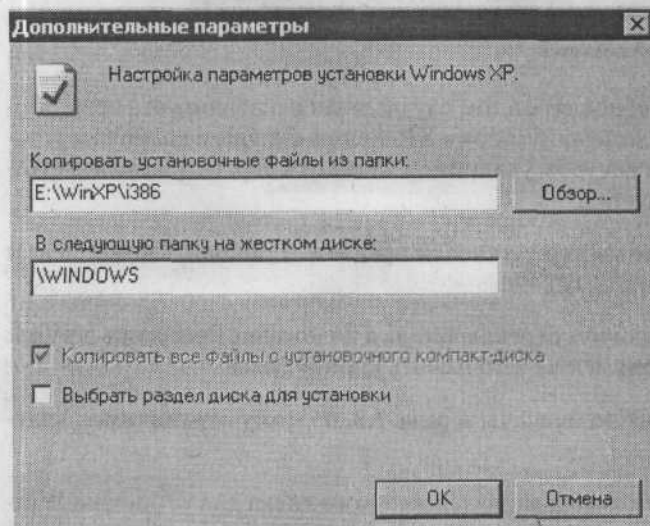 Дополнительные параметры
Настройка параметров установки Windows XP.
Копировать установочные файлы из папки:
E:\WinXP\i386
Обзор...
В следующую папку на жестком диске:
\WINDOWS
Копировать все файлы с установочного компакт-диска
Выбрать раздел диска для установки
OK
Отмена